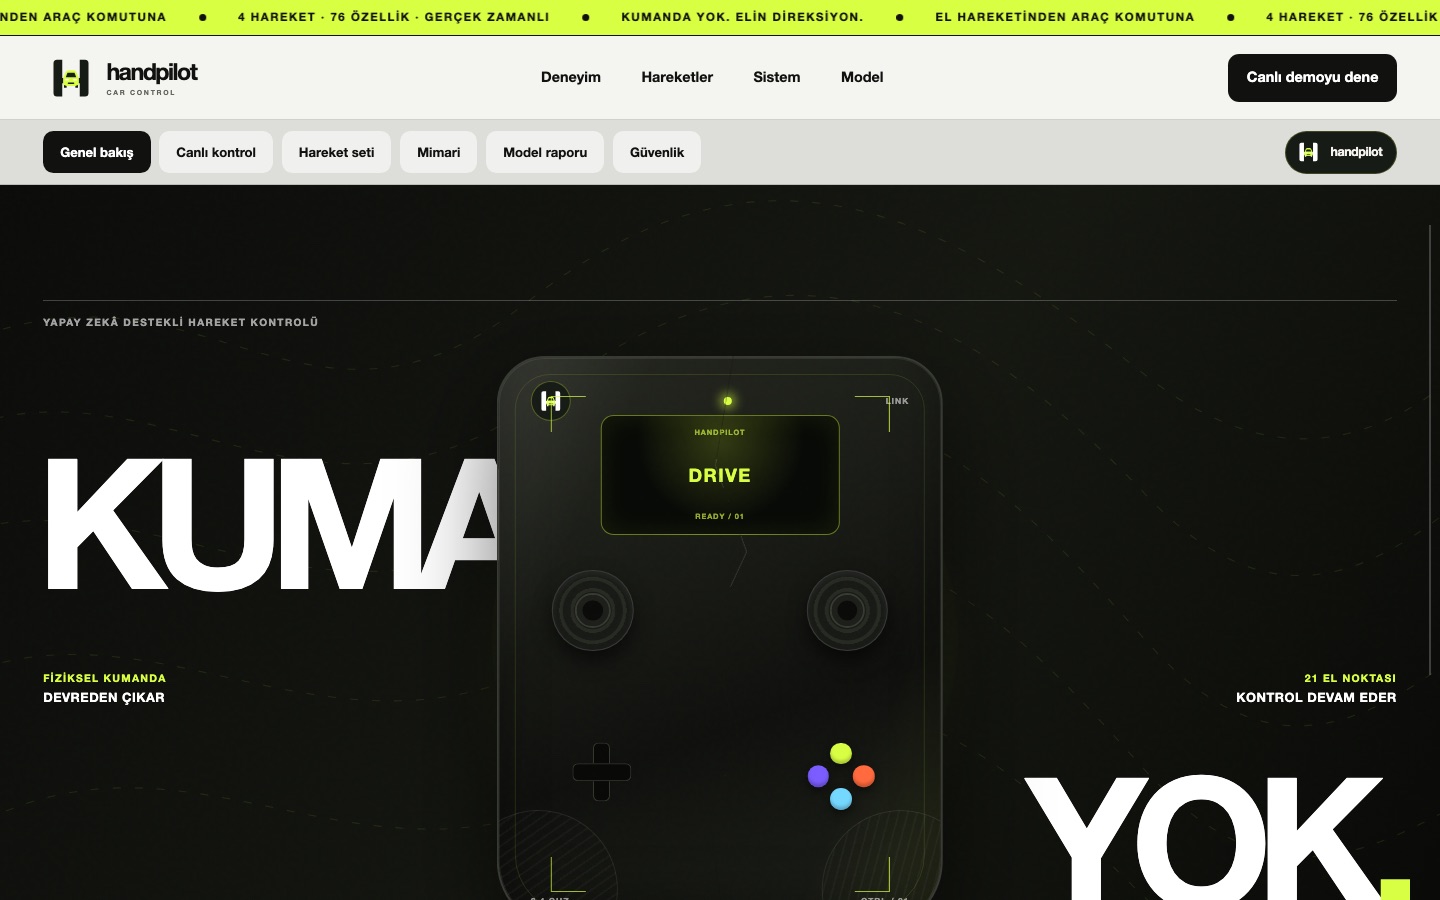 NDEN ARAÇ KOMUTUNA • 4 HAREKET · 76 ÖZELLİK · GERÇEK ZAMANLI • KUMANDA YOK. ELİN DİREKSİYON. • EL HAREKETİNDEN ARAÇ KOMUTUNA • 4 HAREKET · 76 ÖZELLİK
handpilot
CAR CONTROL
Deneyim Hareketler Sistem Model
Canlı demoyu dene
Genel bakış Canlı kontrol Hareket seti Mimari Model raporu Güvenlik
handpilot
YAPAY ZEKÂ DESTEKLİ HAREKET KONTROLÜ
LINK
HANDPILOT
DRIVE
READY / 01
KUMA
FİZİKSEL KUMANDA
DEVREDEN ÇIKAR
21 EL NOKTASI
KONTROL DEVAM EDER
YOK.